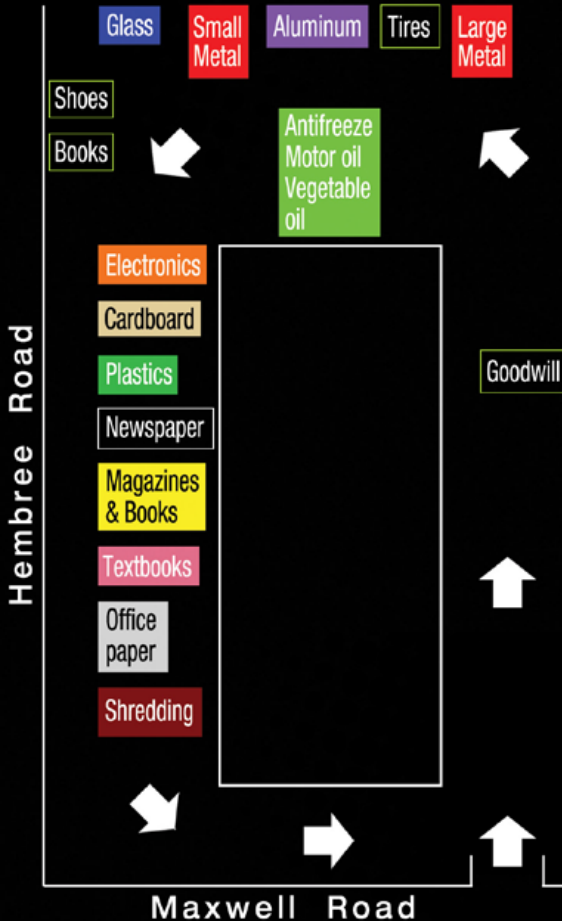 Glass
Small
Metal
Aluminum
Tires
Large
Metal
Shoes
Books
Antifreeze
Motor oil
Vegetable
oil
Electronics
Cardboard
Plastics
Newspaper
Magazines
& Books
Textbooks
Office
paper
Shredding
Goodwill
Hembree Road
Maxwell Road